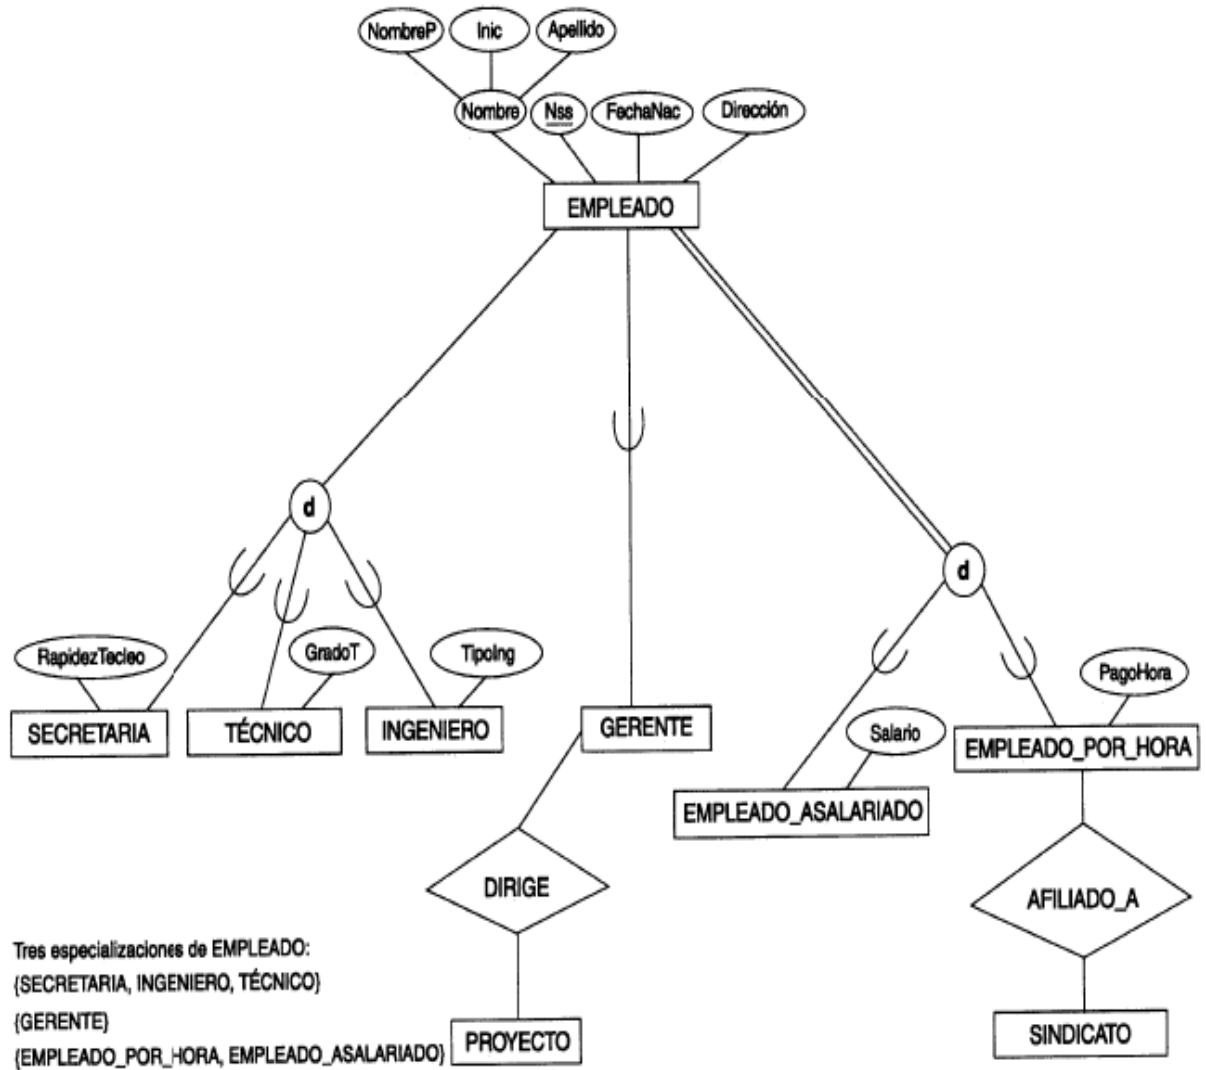 NombreP
Inic
Apellido
Nombre
Nss
FechaNac
Dirección
EMPLEADO
d
d
RapidezTecleo
GradoT
TipoIng
PagoHora
Salario
SECRETARIA
TÉCNICO
INGENIERO
GERENTE
EMPLEADO_POR_HORA
EMPLEADO_ASALARIADO
DIRIGE
AFILIADO_A
Tres especializaciones de EMPLEADO:
{SECRETARIA, INGENIERO, TÉCNICO}
{GERENTE}
{EMPLEADO_POR_HORA, EMPLEADO_ASALARIADO}
PROYECTO
SINDICATO